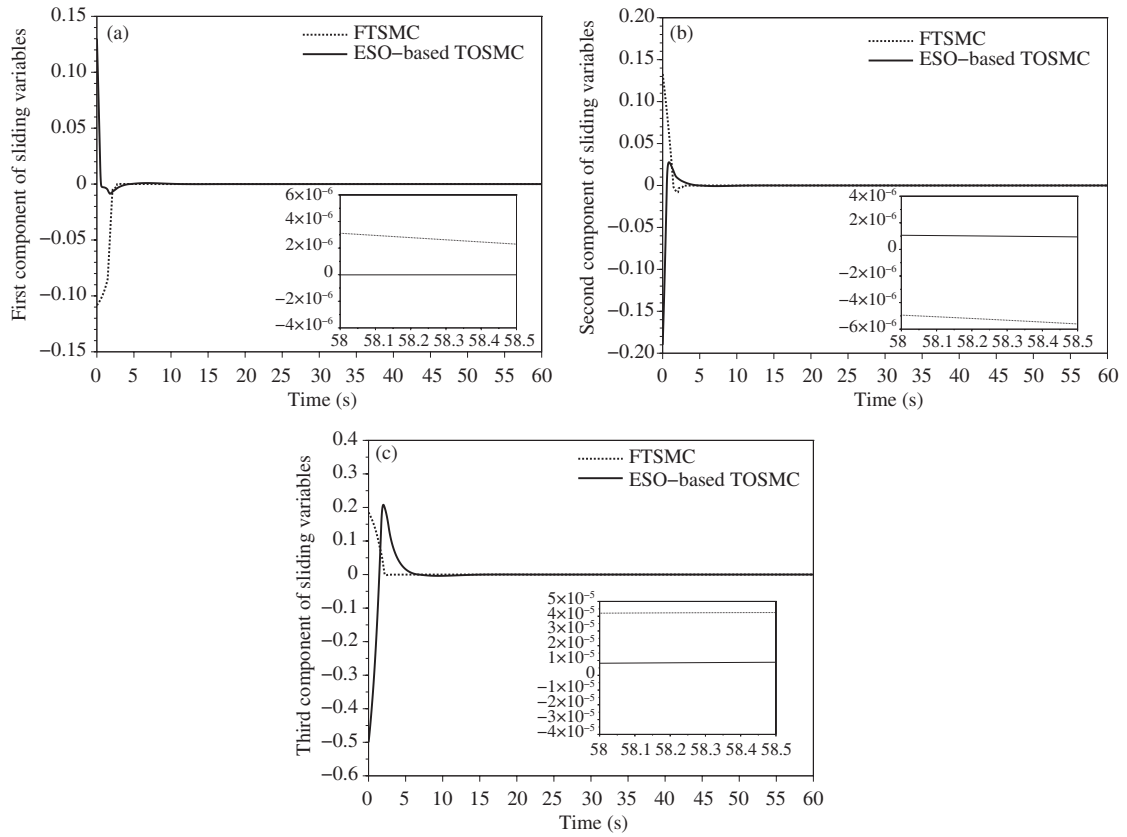 (a)
FTSMC
ESO−based TOSMC
First component of sliding variables
0.15
0.10
0.05
0
−0.05
−0.10
−0.15
0 5 10 15 20 25 30 35 40 45 50 55 60
Time (s)
6×10⁻⁶
4×10⁻⁶
2×10⁻⁶
0
−2×10⁻⁶
−4×10⁻⁶
58 58.1 58.2 58.3 58.4 58.5
(b)
FTSMC
ESO−based TOSMC
Second component of sliding variables
0.20
0.15
0.10
0.05
0
−0.05
−0.10
−0.15
−0.20
0 5 10 15 20 25 30 35 40 45 50 55 60
Time (s)
4×10⁻⁶
2×10⁻⁶
0
−2×10⁻⁶
−4×10⁻⁶
−6×10⁻⁶
58 58.1 58.2 58.3 58.4 58.5
(c)
FTSMC
ESO−based TOSMC
Third component of sliding variables
0.4
0.3
0.2
0.1
0
−0.1
−0.2
−0.3
−0.4
−0.5
−0.6
0 5 10 15 20 25 30 35 40 45 50 55 60
Time (s)
5×10⁻⁵
4×10⁻⁵
3×10⁻⁵
2×10⁻⁵
1×10⁻⁵
0
−1×10⁻⁵
−2×10⁻⁵
−3×10⁻⁵
−4×10⁻⁵
58 58.2 58.3 58.4 58.5